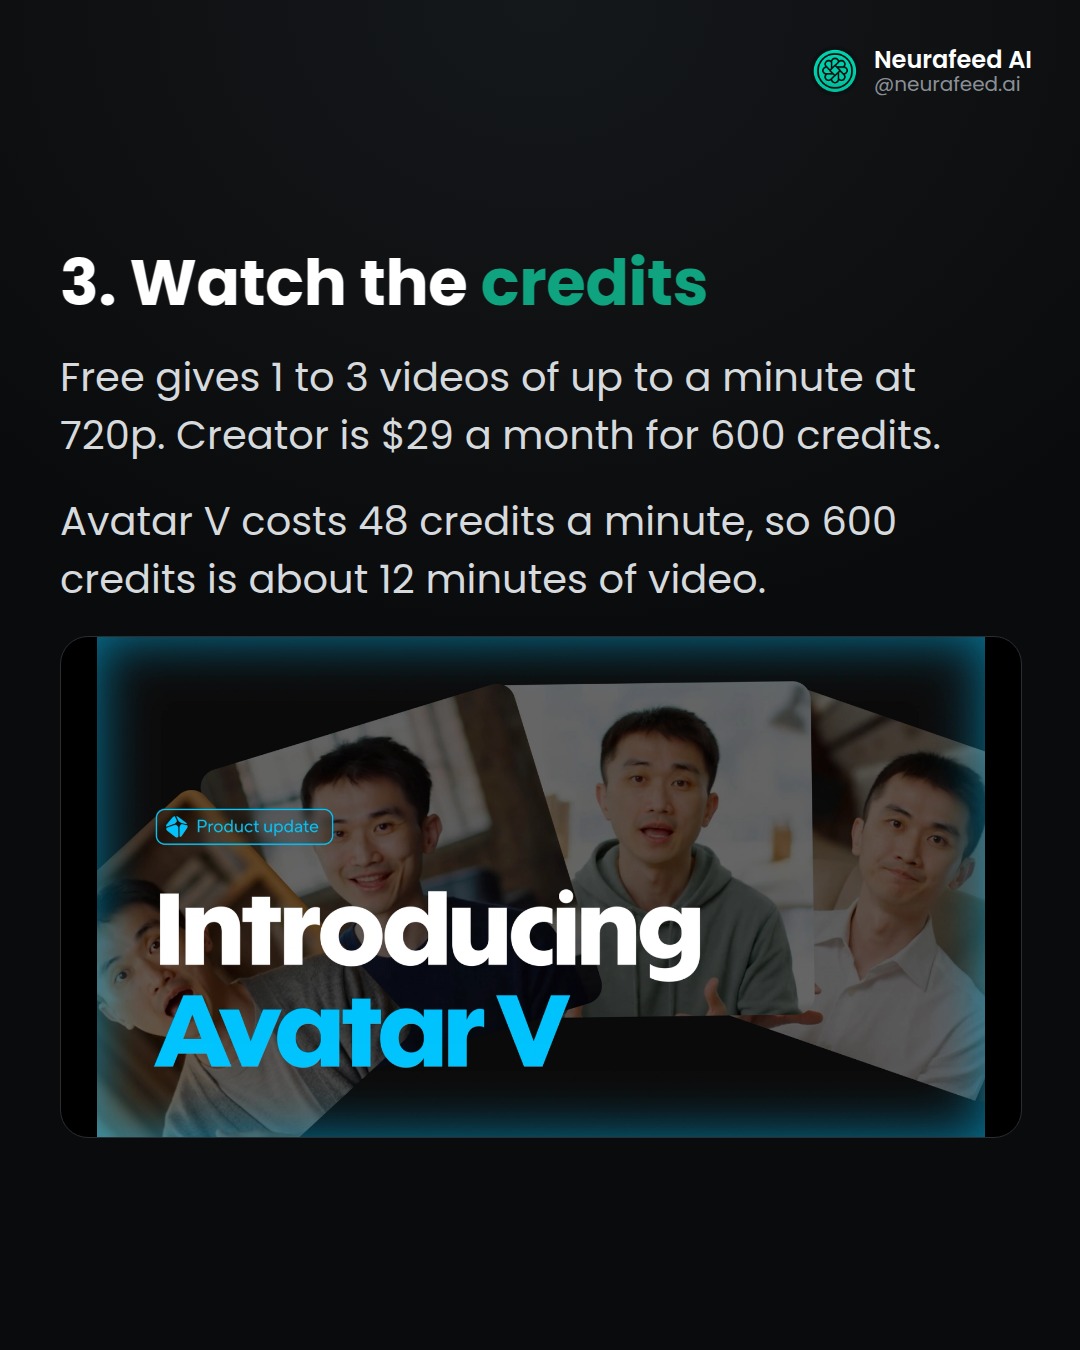 Neurafeed AI
@neurafeed.ai
3. Watch the credits
Free gives 1 to 3 videos of up to a minute at
720p. Creator is $29 a month for 600 credits.
Avatar V costs 48 credits a minute, so 600
credits is about 12 minutes of video.
Product update
Introducing
Avatar V